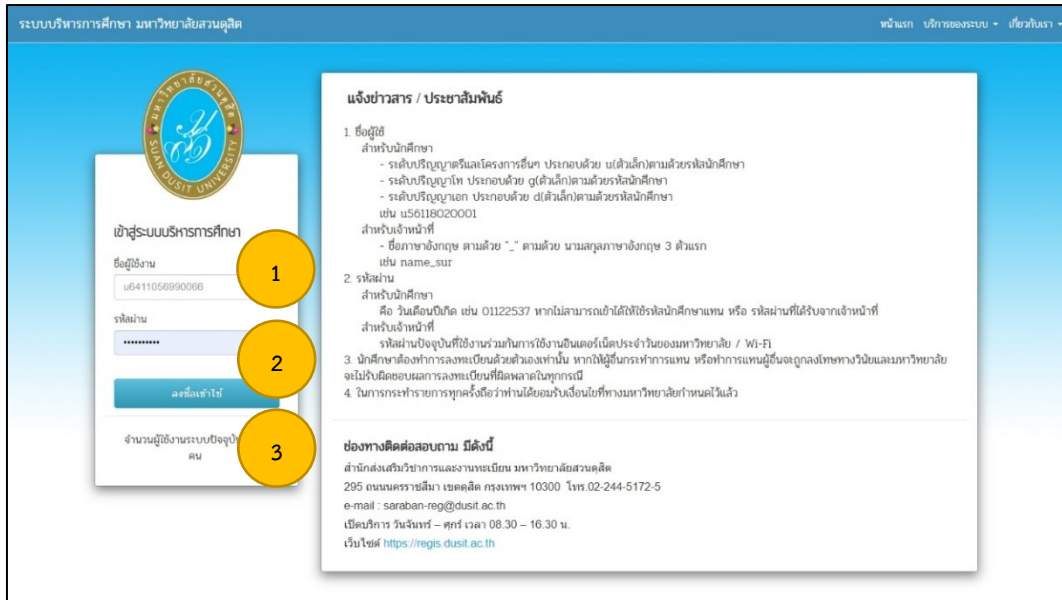 ระบบบริหารการศึกษา มหาวิทยาลัยสวนดุสิต
หน้าแรก บริการของระบบ เกี่ยวกับเรา
มหาวิทยาลัยสวนดุสิต
SUAN DUSIT UNIVERSITY
เข้าสู่ระบบบริหารการศึกษา
ชื่อผู้ใช้งาน
1
u6411056990066
รหัสผ่าน
2
ลงชื่อเข้าใช้
จำนวนผู้ใช้งานระบบปัจจุบัน
3
คน
แจ้งข่าวสาร / ประชาสัมพันธ์
1. ชื่อผู้ใช้
สำหรับนักศึกษา
- ระดับปริญญาตรีและโครงการอื่นๆ ประกอบด้วย u(ตัวเล็ก)ตามด้วยรหัสนักศึกษา
- ระดับปริญญาโท ประกอบด้วย g(ตัวเล็ก)ตามด้วยรหัสนักศึกษา
- ระดับปริญญาเอก ประกอบด้วย d(ตัวเล็ก)ตามด้วยรหัสนักศึกษา
เช่น u56118020001
สำหรับเจ้าหน้าที่
- ชื่อภาษาอังกฤษ ตามด้วย "_" ตามด้วย นามสกุลภาษาอังกฤษ 3 ตัวแรก
เช่น name_sur
2. รหัสผ่าน
สำหรับนักศึกษา
คือ วันเดือนปีเกิด เช่น 01122537 หากไม่สามารถเข้าได้ให้ใช้รหัสนักศึกษาแทน หรือ รหัสผ่านที่ได้รับจากเจ้าหน้าที่
สำหรับเจ้าหน้าที่
รหัสผ่านปัจจุบันที่ใช้งานร่วมกันการใช้งานอินเตอร์เน็ตประจำวันของมหาวิทยาลัย / Wi-Fi
3. นักศึกษาต้องทำการลงทะเบียนด้วยตัวเองเท่านั้น หากให้ผู้อื่นกระทำการแทน หรือทำการแทนผู้อื่นจะถูกลงโทษทางวินัยและมหาวิทยาลัย
จะไม่รับผิดชอบผลการลงทะเบียนที่ผิดพลาดในทุกกรณี
4. ในการกระทำรายการทุกครั้งถือว่าท่านได้ยอมรับเงื่อนไขที่ทางมหาวิทยาลัยกำหนดไว้แล้ว
ช่องทางติดต่อสอบถาม มีดังนี้
สำนักส่งเสริมวิชาการและงานทะเบียน มหาวิทยาลัยสวนดุสิต
295 ถนนนครราชสีมา เขตดุสิต กรุงเทพฯ 10300 โทร.02-244-5172-5
e-mail : saraban-reg@dusit.ac.th
เปิดบริการ วันจันทร์ – ศุกร์ เวลา 08.30 – 16.30 น.
เว็บไซต์ https://regis.dusit.ac.th